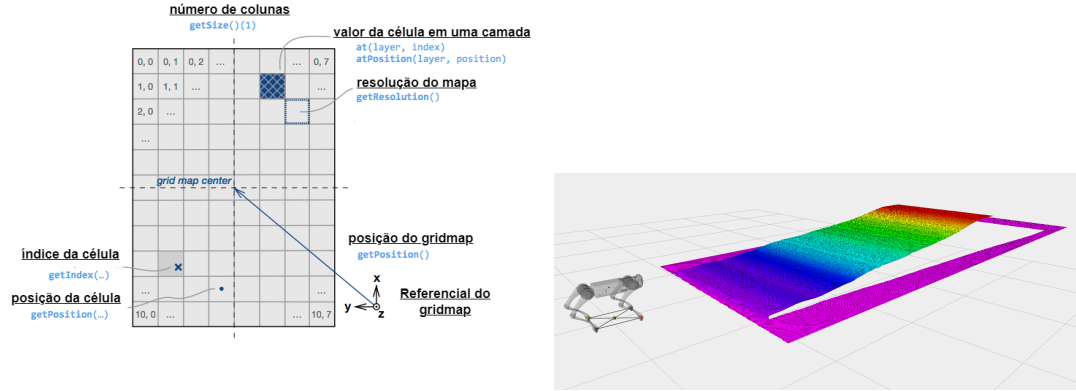 número de colunas
getSize()(1)
valor da célula em uma camada
at(layer, index)
atPosition(layer, position)
0, 0 0, 1 0, 2 ... ... 0, 7
1, 0 1, 1 ... ...
resolução do mapa
getResolution()
2, 0 ...
...
grid map center
posição do gridmap
getPosition()
índice da célula
getIndex(…)
x
... ...
posição da célula
getPosition(…)
Referencial do
gridmap
y
z
10, 0 ... ... 10, 7